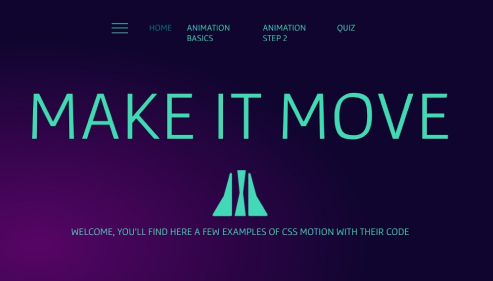 HOME
ANIMATION
BASICS
ANIMATION
STEP 2
QUIZ
MAKE IT MOVE
WELCOME, YOU'LL FIND HERE A FEW EXAMPLES OF CSS MOTION WITH THEIR CODE